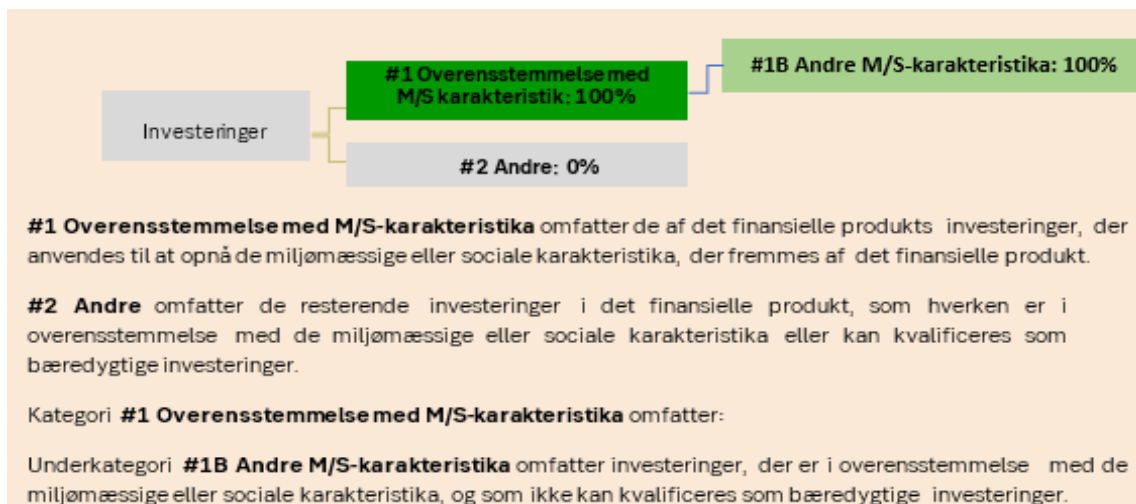 #1 Overensstemmelse med
M/S karakteristik: 100%
#1B Andre M/S-karakteristika: 100%
Investeringer
#2 Andre: 0%
#1 Overensstemmelse med M/S-karakteristika omfatter de af det finansielle produkts investeringer, der
anvendes til at opnå de miljømæssige eller sociale karakteristika, der fremmes af det finansielle produkt.
#2 Andre omfatter de resterende investeringer i det finansielle produkt, som hverken er i
overensstemmelse med de miljømæssige eller sociale karakteristika eller kan kvalificeres som
bæredygtige investeringer.
Kategori #1 Overensstemmelse med M/S-karakteristika omfatter:
Underkategori #1B Andre M/S-karakteristika omfatter investeringer, der er i overensstemmelse med de
miljømæssige eller sociale karakteristika, og som ikke kan kvalificeres som bæredygtige investeringer.